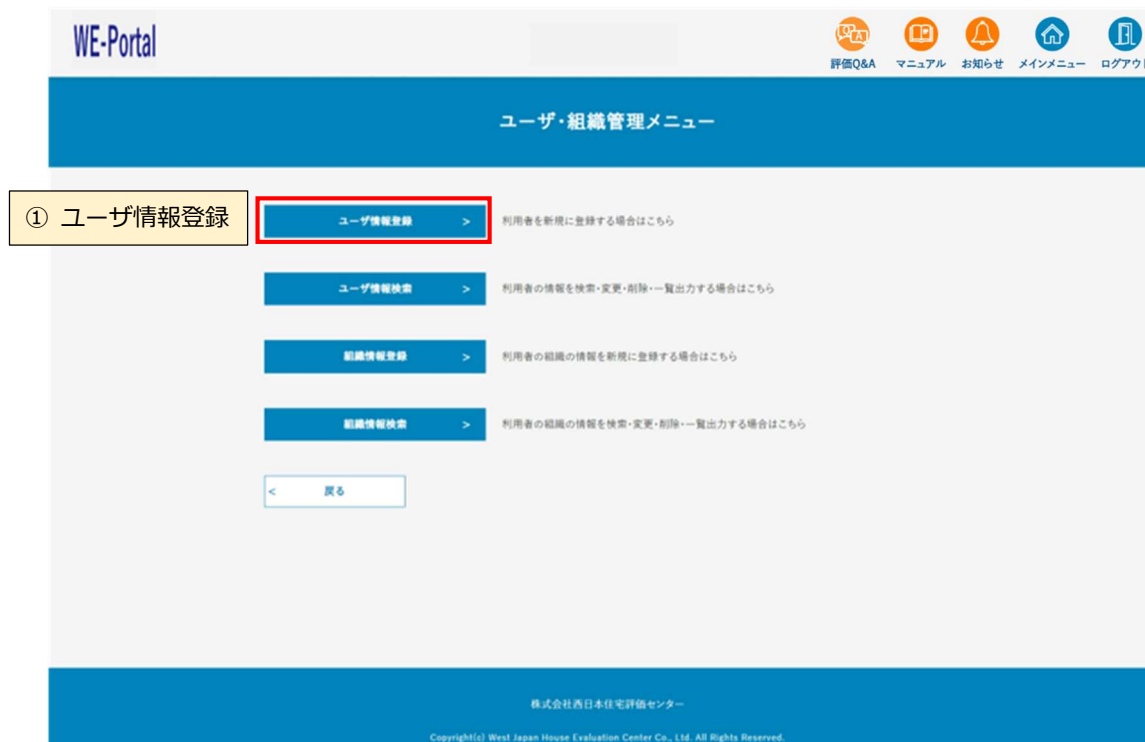 WE-Portal
評価Q&A マニュアル お知らせ メインメニュー ログアウト
ユーザ・組織管理メニュー
① ユーザ情報登録
ユーザ情報登録 > 利用者を新規に登録する場合はこちら
ユーザ情報検索 > 利用者の情報を検索・変更・削除・一覧出力する場合はこちら
組織情報登録 > 利用者の組織の情報を新規に登録する場合はこちら
組織情報検索 > 利用者の組織の情報を検索・変更・削除・一覧出力する場合はこちら
< 戻る
株式会社西日本住宅評価センター
Copyright(c) West Japan House Evaluation Center Co., Ltd. All Rights Reserved.